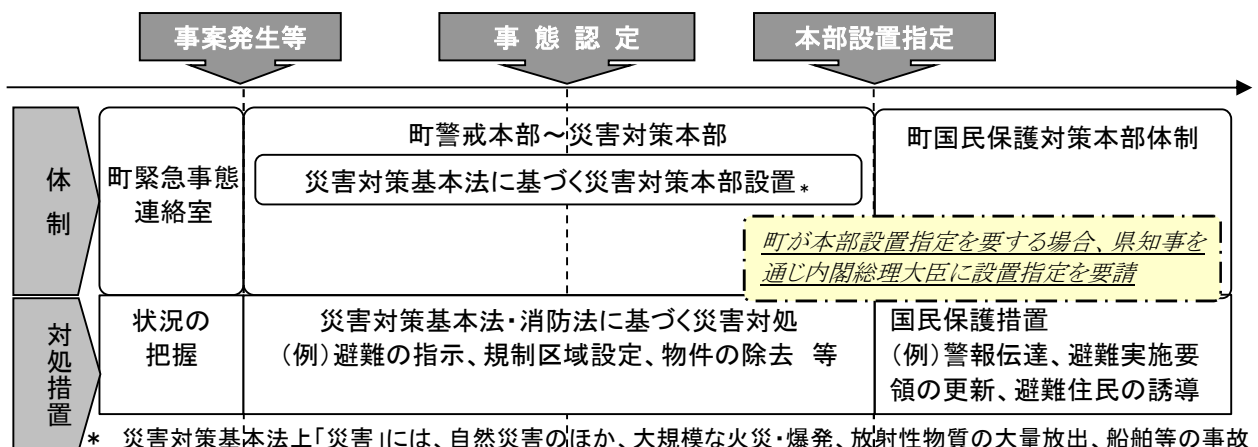 事案発生等
事 態 認 定
本部設置指定
体
制
町緊急事態
連絡室
町警戒本部～災害対策本部
災害対策基本法に基づく災害対策本部設置*
町国民保護対策本部体制
町が本部設置指定を要する場合、県知事を
通じ内閣総理大臣に設置指定を要請
対処措置
状況の
把握
災害対策基本法・消防法に基づく災害対処
(例)避難の指示、規制区域設定、物件の除去 等
国民保護措置
(例)警報伝達、避難実施要
領の更新、避難住民の誘導
* 災害対策基本法上「災害」には、自然災害のほか、大規模な火災・爆発、放射性物質の大量放出、船舶等の事故